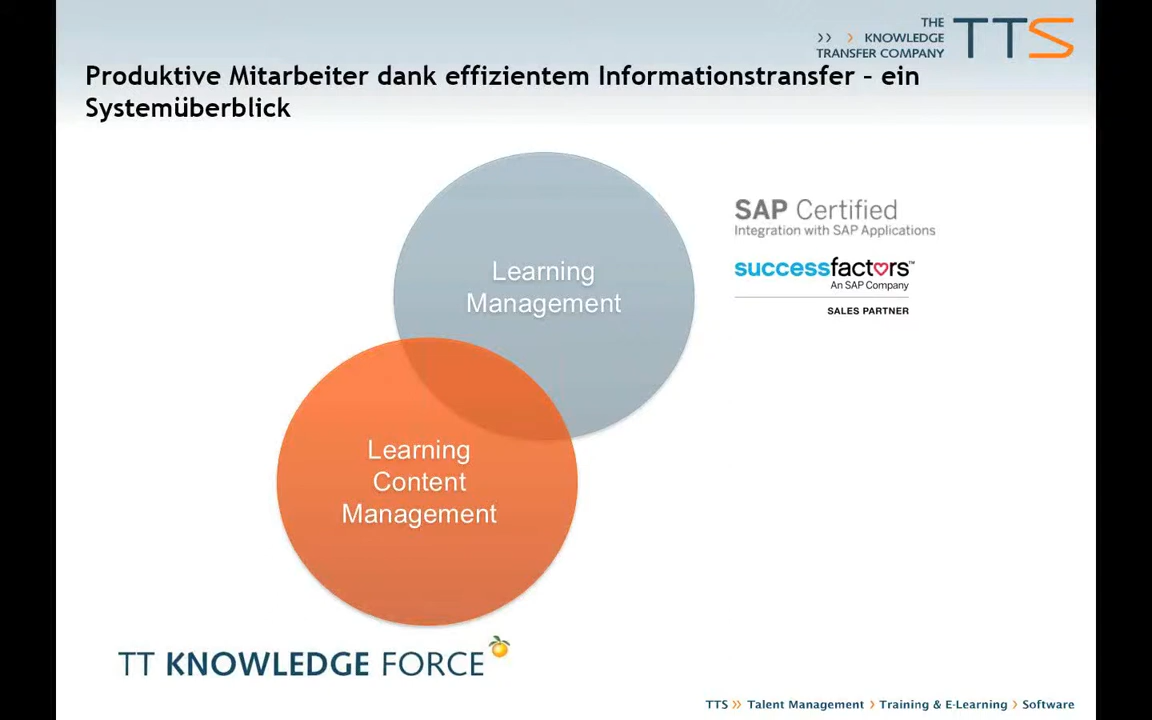 THE
>> > KNOWLEDGE
TRANSFER COMPANY
TTS
Produktive Mitarbeiter dank effizientem Informationstransfer – ein
Systemüberblick
Learning
Management
SAP Certified
Integration with SAP Applications
successfactors™
An SAP Company
SALES PARTNER
Learning
Content
Management
TT KNOWLEDGE FORCE
TTS >> Talent Management > Training & E-Learning > Software